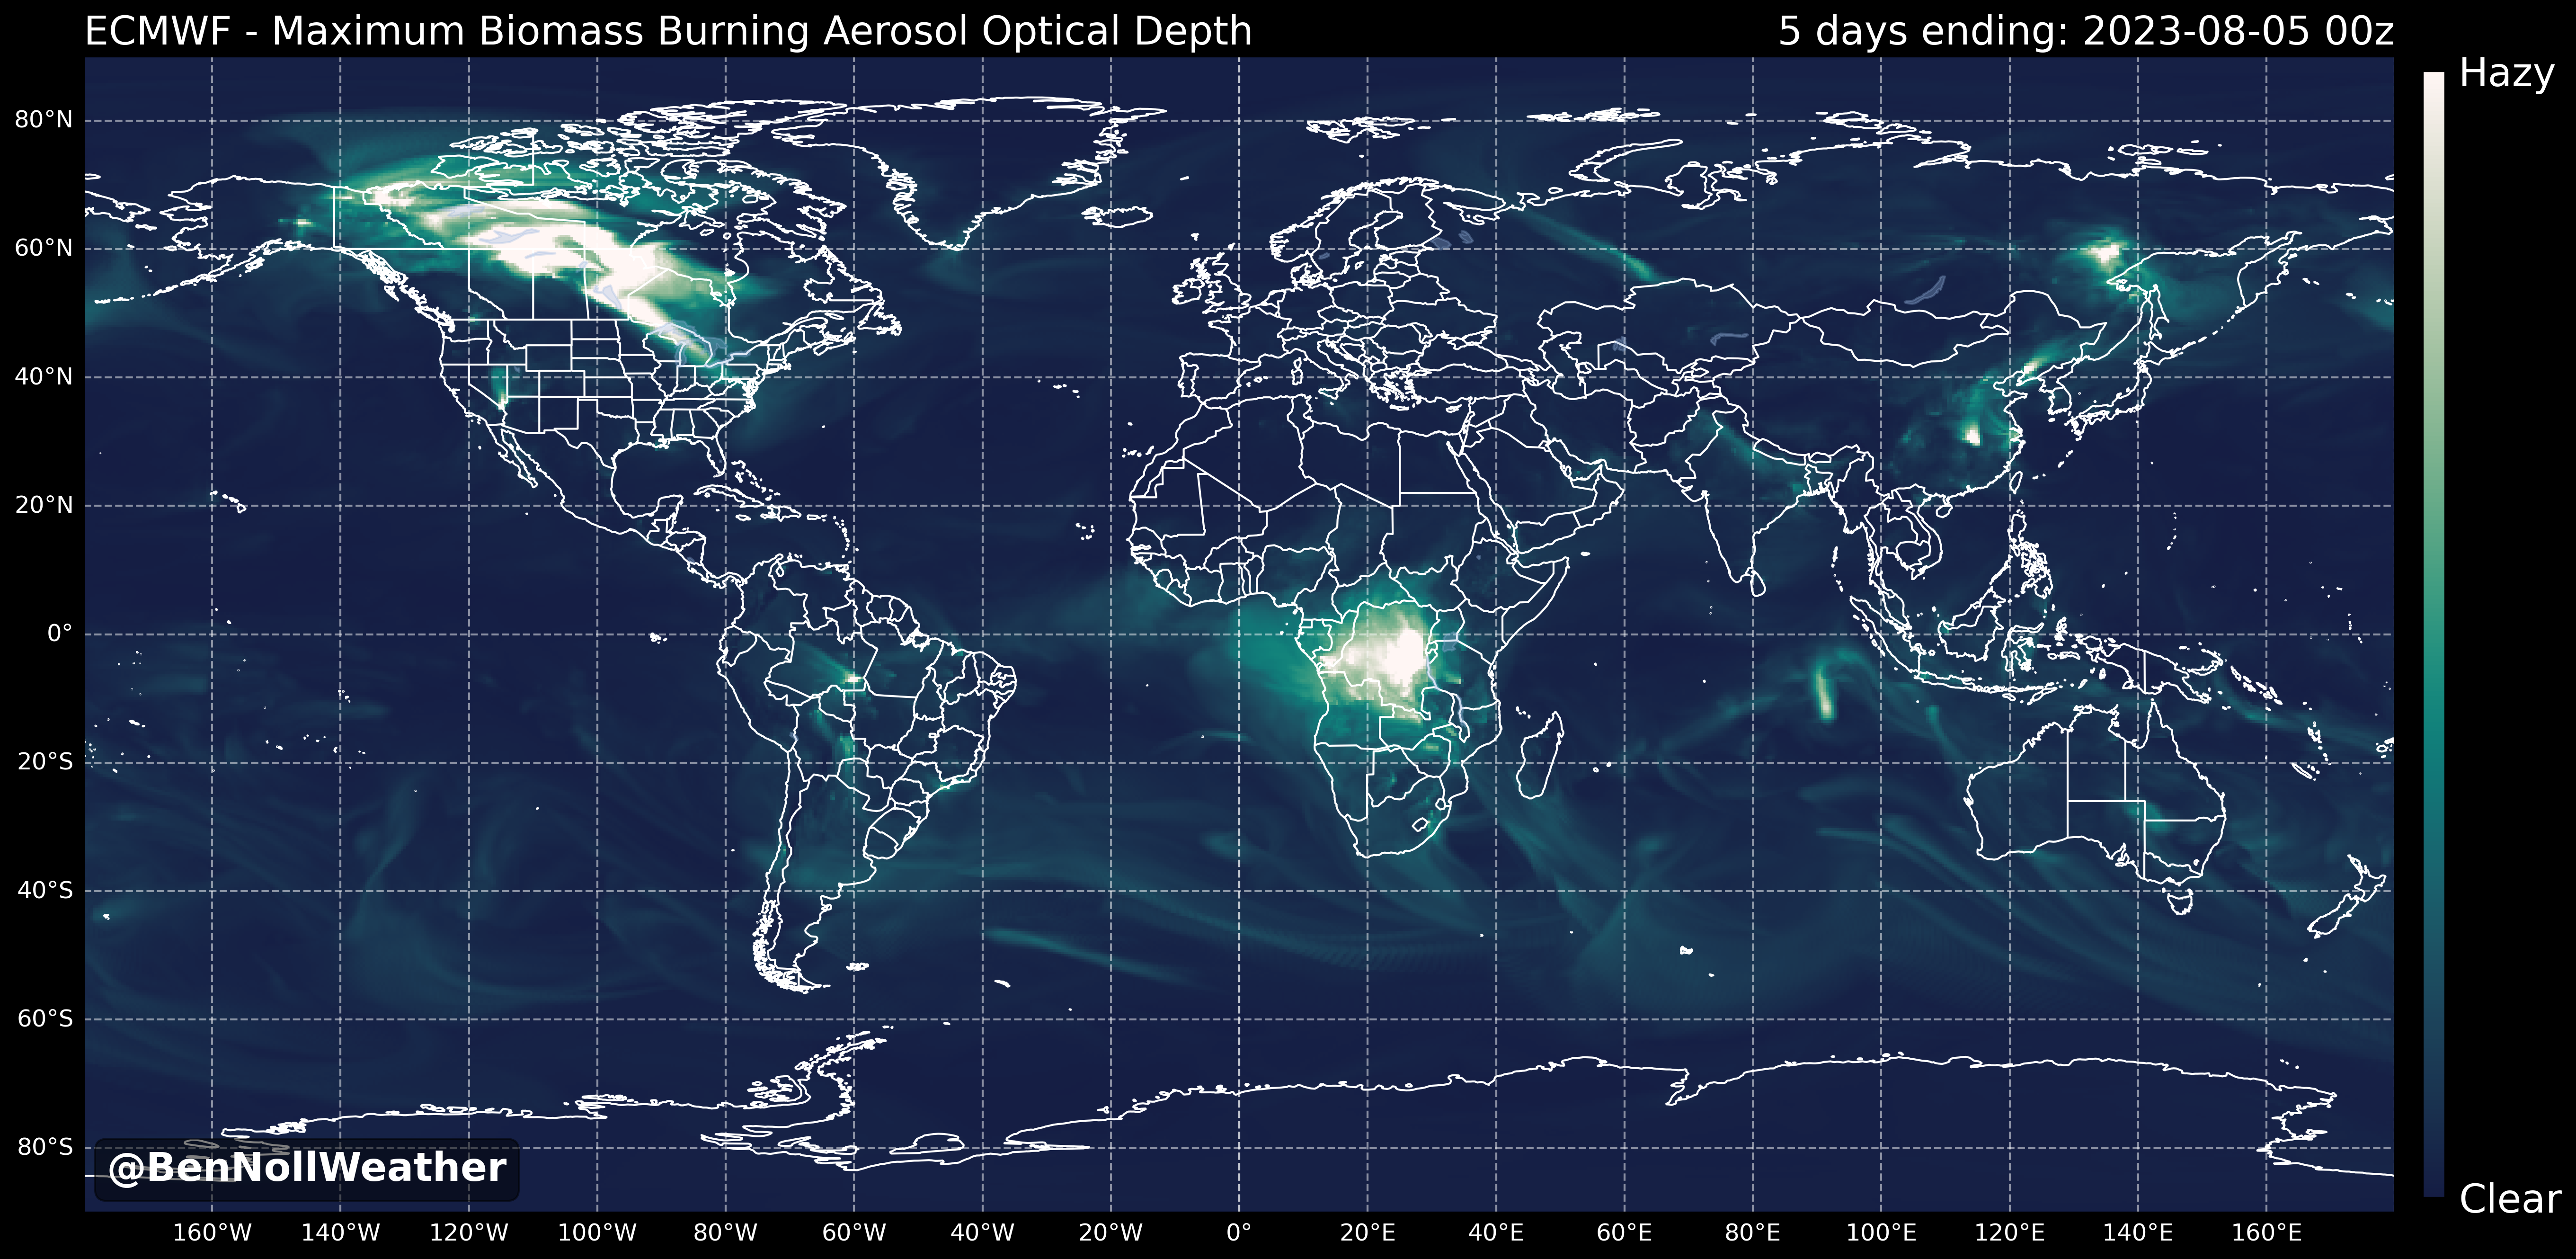 ECMWF - Maximum Biomass Burning Aerosol Optical Depth
5 days ending: 2023-08-05 00z
Hazy
80°N
60°N
40°N
20°N
0°
20°S
40°S
60°S
80°S
@BenNollWeather
Clear
160°W 140°W 120°W 100°W 80°W 60°W 40°W 20°W 0° 20°E 40°E 60°E 80°E 100°E 120°E 140°E 160°E